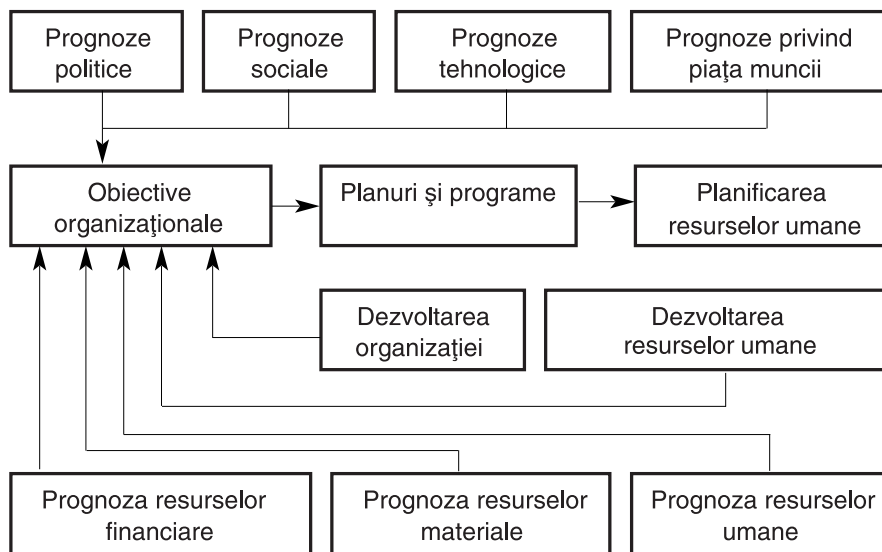 Prognoze
politice
Prognoze
sociale
Prognoze
tehnologice
Prognoze privind
piaţa muncii
Obiective
organizaţionale
Planuri şi programe
Planificarea
resurselor umane
Dezvoltarea
organizaţiei
Dezvoltarea
resurselor umane
Prognoza resurselor
financiare
Prognoza resurselor
materiale
Prognoza resurselor
umane